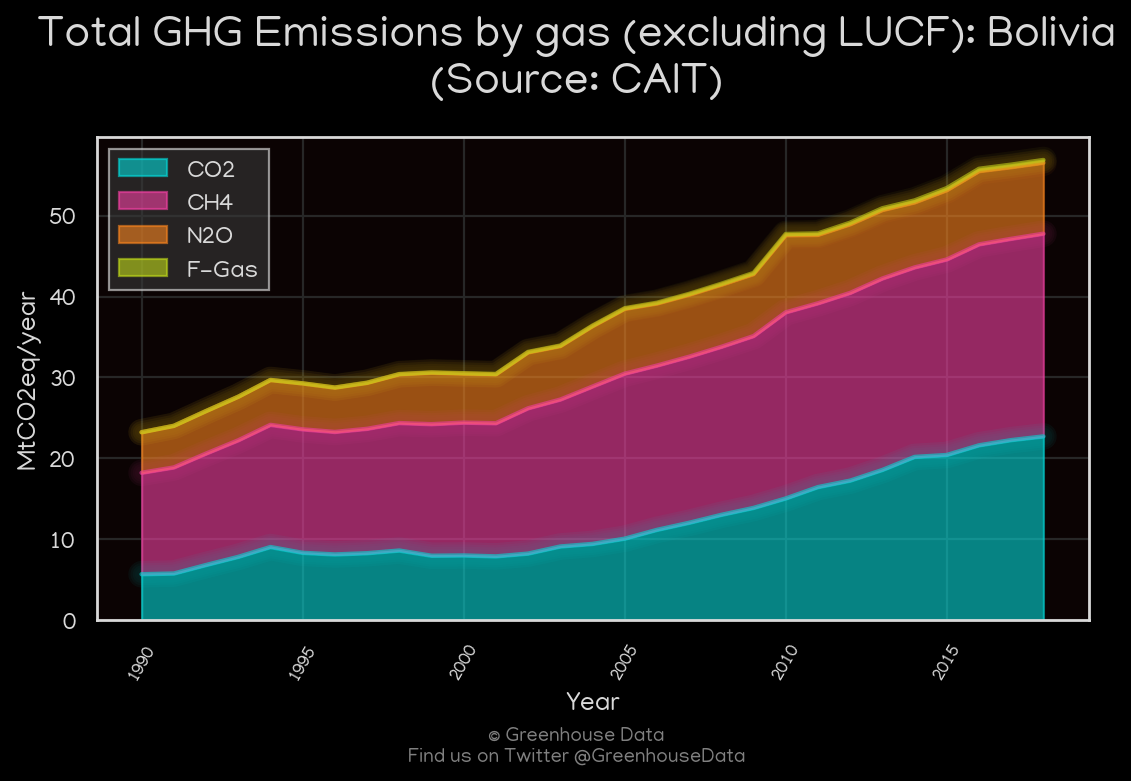 Total GHG Emissions by gas (excluding LUCF): Bolivia
(Source: CAIT)
CO2
CH4
N2O
F-Gas
MtCO2eq/year
50
40
30
20
10
0
1990
1995
2000
2005
2010
2015
Year
© Greenhouse Data
Find us on Twitter @GreenhouseData